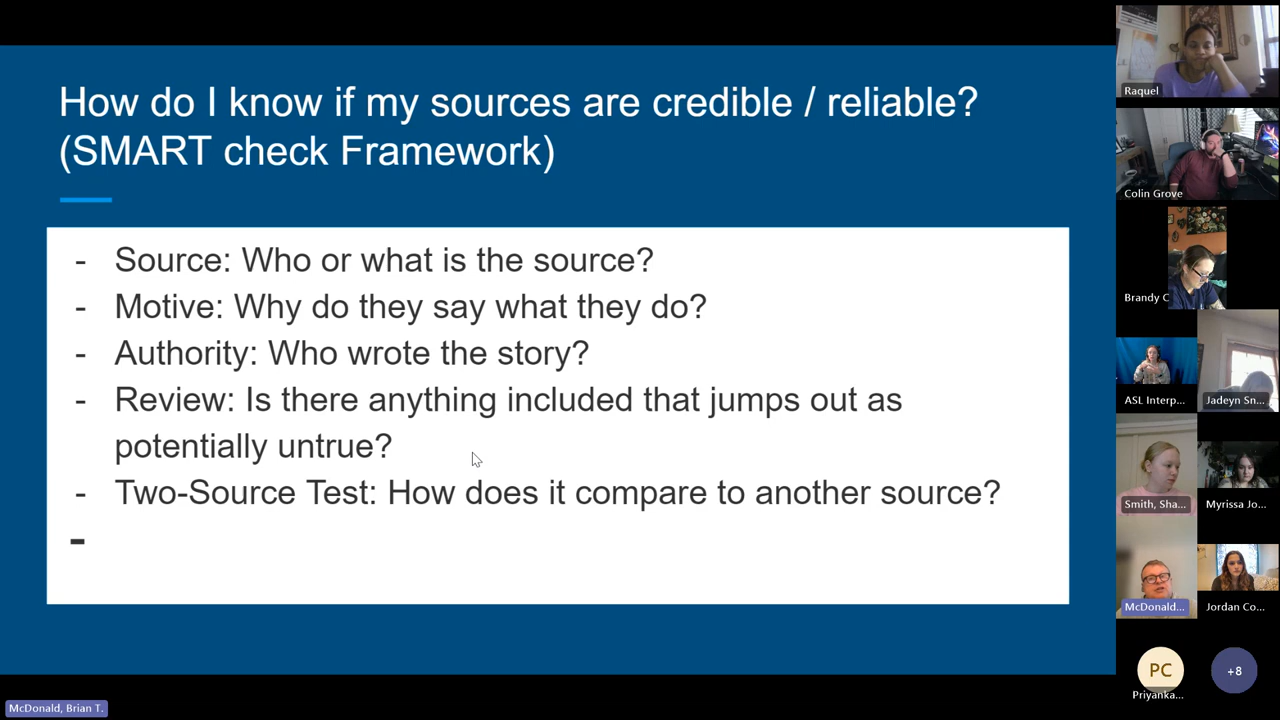 How do I know if my sources are credible / reliable?
(SMART check Framework)
- Source: Who or what is the source?
- Motive: Why do they say what they do?
- Authority: Who wrote the story?
- Review: Is there anything included that jumps out as
potentially untrue?
- Two-Source Test: How does it compare to another source?
-
Raquel
Colin Grove
Brandy C
ASL Interp...
Jadeyn Sn...
Smith, Sha...
Myrissa Jo...
McDonald...
Jordan Co...
PC
Priyanka...
+8
McDonald, Brian T.